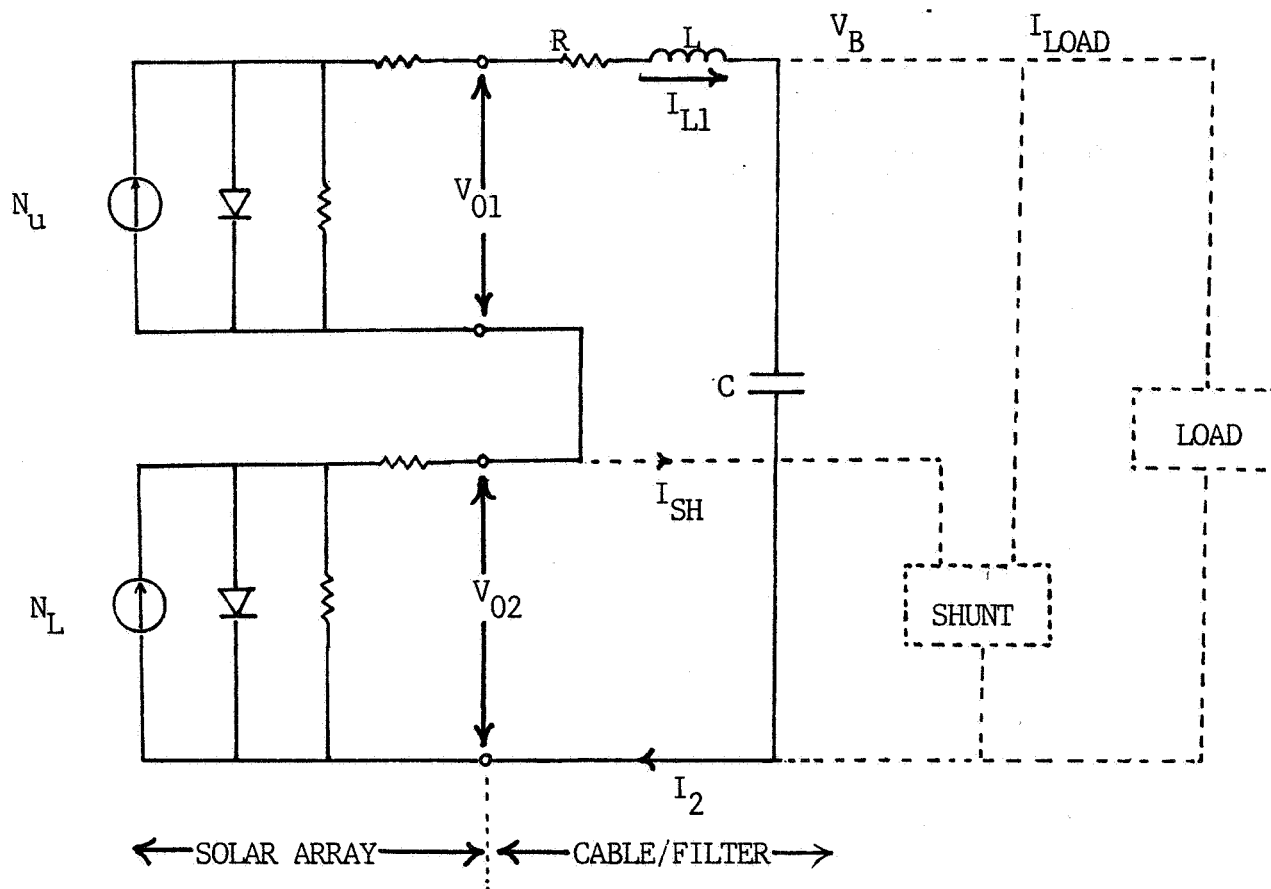 R
L
V_B
I_LOAD
I_L1
N_u
V_01
C
LOAD
I_SH
N_L
V_02
SHUNT
I_2
SOLAR ARRAY
CABLE/FILTER